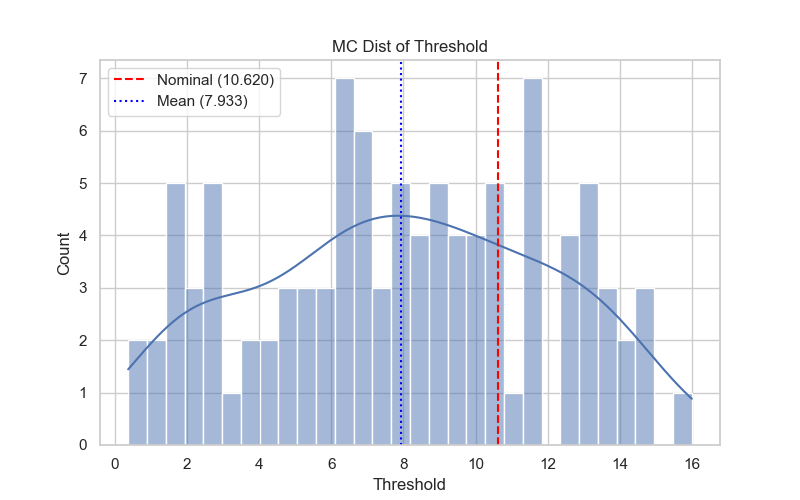 MC Dist of Threshold
Nominal (10.620)
Mean (7.933)
7
6
5
4
3
2
1
0
Count
0 2 4 6 8 10 12 14 16
Threshold